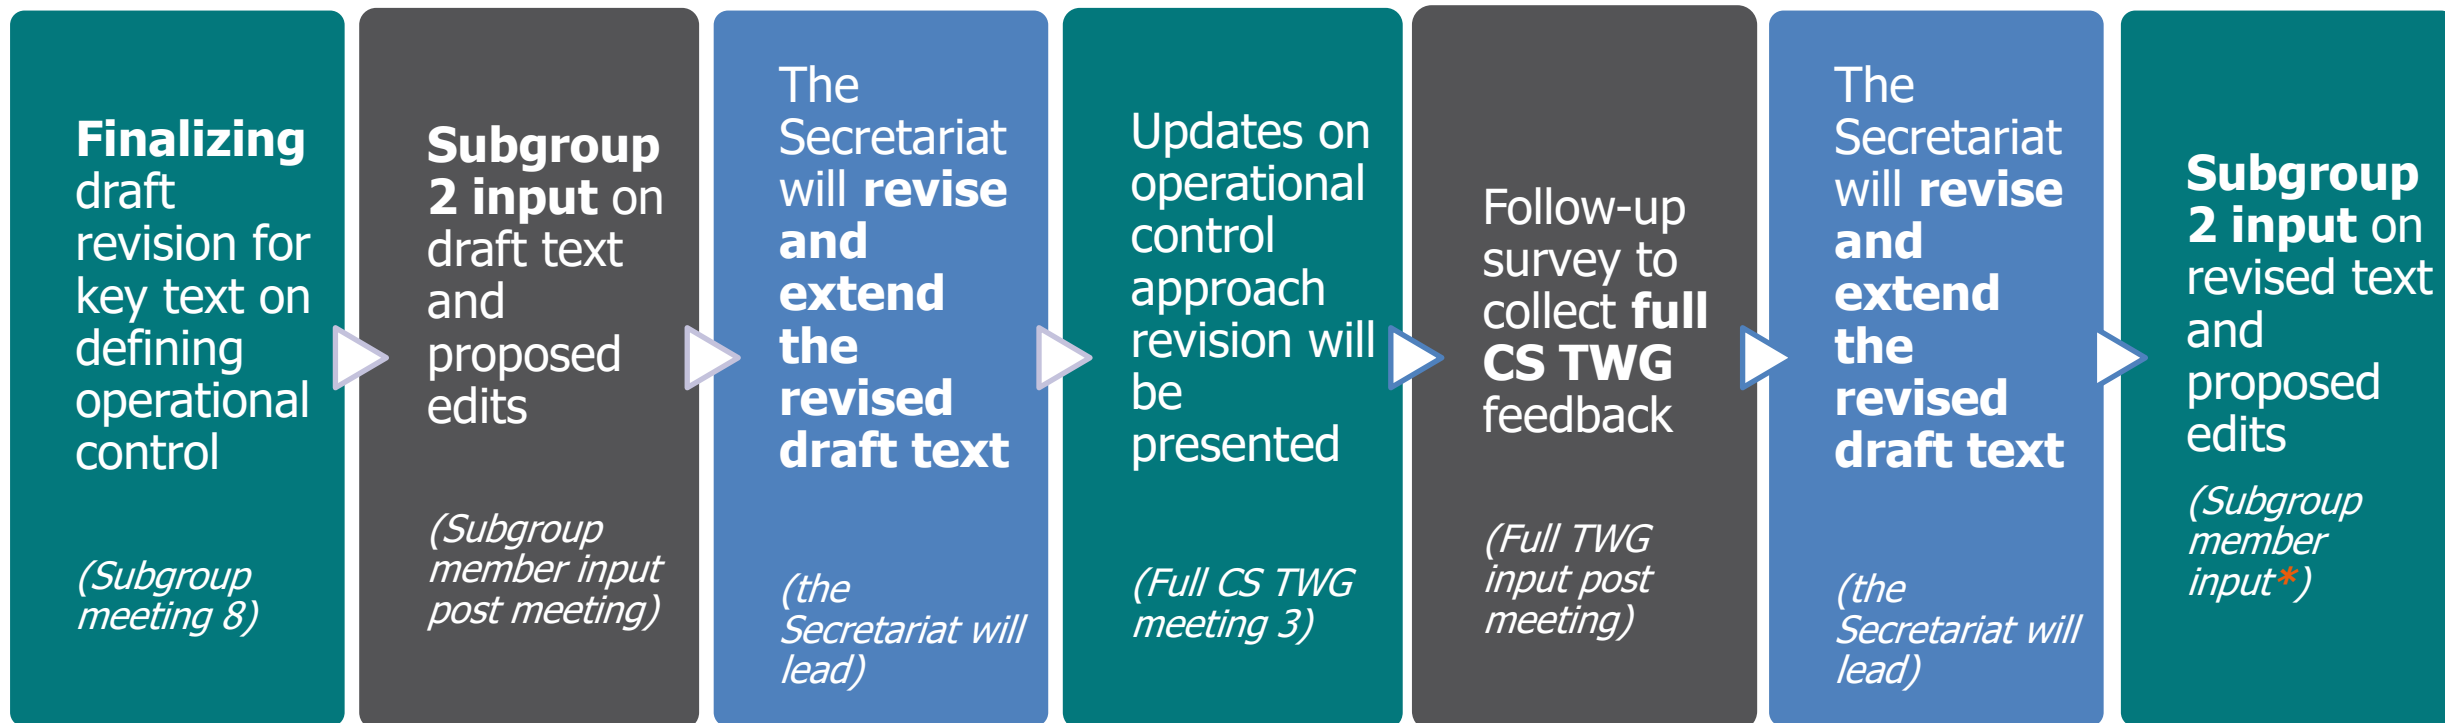 Finalizing
draft
revision for
key text on
defining
operational
control
(Subgroup
meeting 8)
Subgroup
2 input on
draft text
and
proposed
edits
(Subgroup
member input
post meeting)
The
Secretariat
will revise
and
extend
the
revised
draft text
(the
Secretariat will
lead)
Updates on
operational
control
approach
revision will
be
presented
(Full CS TWG
meeting 3)
Follow-up
survey to
collect full
CS TWG
feedback
(Full TWG
input post
meeting)
The
Secretariat
will revise
and
extend
the
revised
draft text
(the
Secretariat will
lead)
Subgroup
2 input on
revised text
and
proposed
edits
(Subgroup
member
input*)